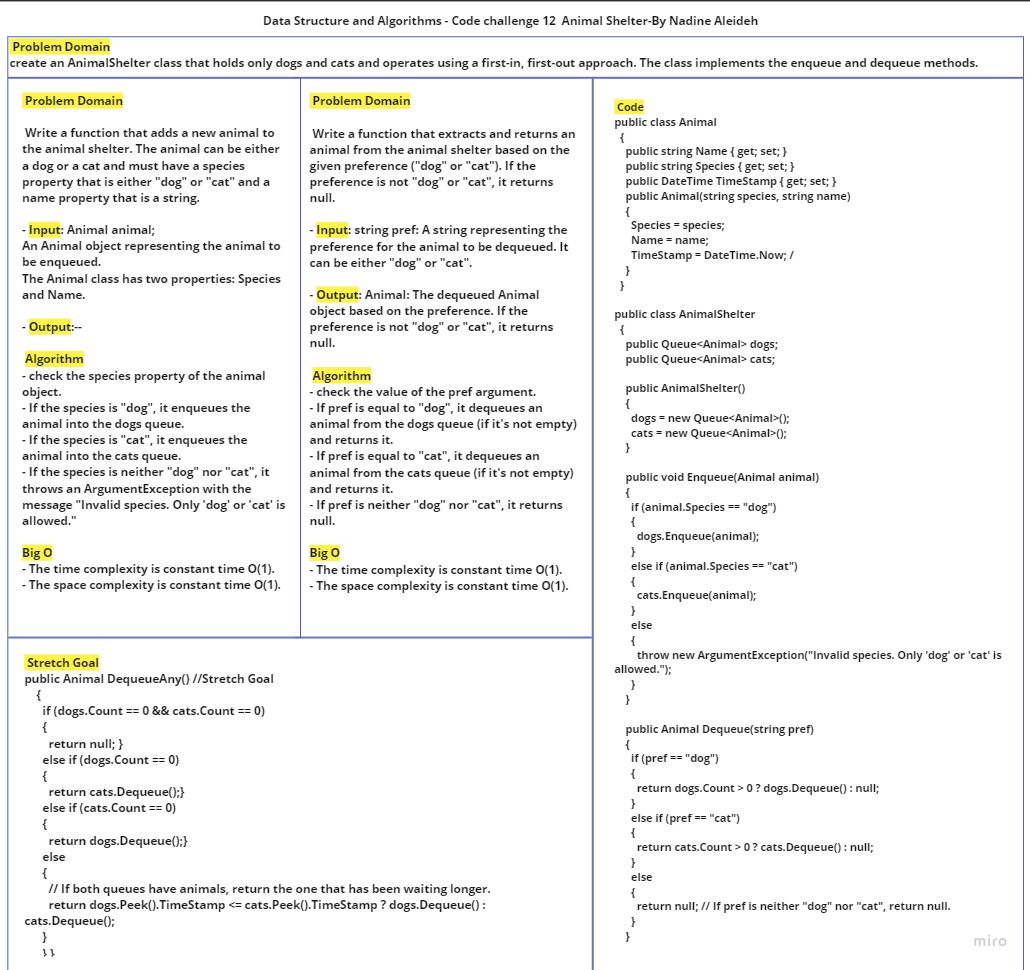 Data Structure and Algorithms - Code challenge 12 Animal Shelter-By Nadine Aleideh
Problem Domain
create an AnimalShelter class that holds only dogs and cats and operates using a first-in, first-out approach. The class implements the enqueue and dequeue methods.
Problem Domain
Write a function that adds a new animal to
the animal shelter. The animal can be either
a dog or a cat and must have a species
property that is either "dog" or "cat" and a
name property that is a string.
- Input: Animal animal;
An Animal object representing the animal to
be enqueued.
The Animal class has two properties: Species
and Name.
- Output:--
Algorithm
- check the species property of the animal
object.
- If the species is "dog", it enqueues the
animal into the dogs queue.
- If the species is "cat", it enqueues the
animal into the cats queue.
- If the species is neither "dog" nor "cat", it
throws an ArgumentException with the
message "Invalid species. Only 'dog' or 'cat' is
allowed."
Big O
- The time complexity is constant time O(1).
- The space complexity is constant time O(1).
Problem Domain
Write a function that extracts and returns an
animal from the animal shelter based on the
given preference ("dog" or "cat"). If the
preference is not "dog" or "cat", it returns
null.
- Input: string pref: A string representing the
preference for the animal to be dequeued. It
can be either "dog" or "cat".
- Output: Animal: The dequeued Animal
object based on the preference. If the
preference is not "dog" or "cat", it returns
null.
Algorithm
- check the value of the pref argument.
- If pref is equal to "dog", it dequeues an
animal from the dogs queue (if it's not empty)
and returns it.
- If pref is equal to "cat", it dequeues an
animal from the cats queue (if it's not empty)
and returns it.
- If pref is neither "dog" nor "cat", it returns
null.
Big O
- The time complexity is constant time O(1).
- The space complexity is constant time O(1).
Stretch Goal
public Animal DequeueAny() //Stretch Goal
{
if (dogs.Count == 0 && cats.Count == 0)
{
return null; }
else if (dogs.Count == 0)
{
return cats.Dequeue();}
else if (cats.Count == 0)
{
return dogs.Dequeue();}
else
{
// If both queues have animals, return the one that has been waiting longer.
return dogs.Peek().TimeStamp <= cats.Peek().TimeStamp ? dogs.Dequeue() :
cats.Dequeue();
}
} }
Code
public class Animal
{
public string Name { get; set; }
public string Species { get; set; }
public DateTime TimeStamp { get; set; }
public Animal(string species, string name)
{
Species = species;
Name = name;
TimeStamp = DateTime.Now; /
}
}
public class AnimalShelter
{
public Queue<Animal> dogs;
public Queue<Animal> cats;
public AnimalShelter()
{
dogs = new Queue<Animal>();
cats = new Queue<Animal>();
}
public void Enqueue(Animal animal)
{
if (animal.Species == "dog")
{
dogs.Enqueue(animal);
}
else if (animal.Species == "cat")
{
cats.Enqueue(animal);
}
else
{
throw new ArgumentException("Invalid species. Only 'dog' or 'cat' is
allowed.");
}
}
public Animal Dequeue(string pref)
{
if (pref == "dog")
{
return dogs.Count > 0 ? dogs.Dequeue() : null;
}
else if (pref == "cat")
{
return cats.Count > 0 ? cats.Dequeue() : null;
}
else
{
return null; // If pref is neither "dog" nor "cat", return null.
}
}
miro